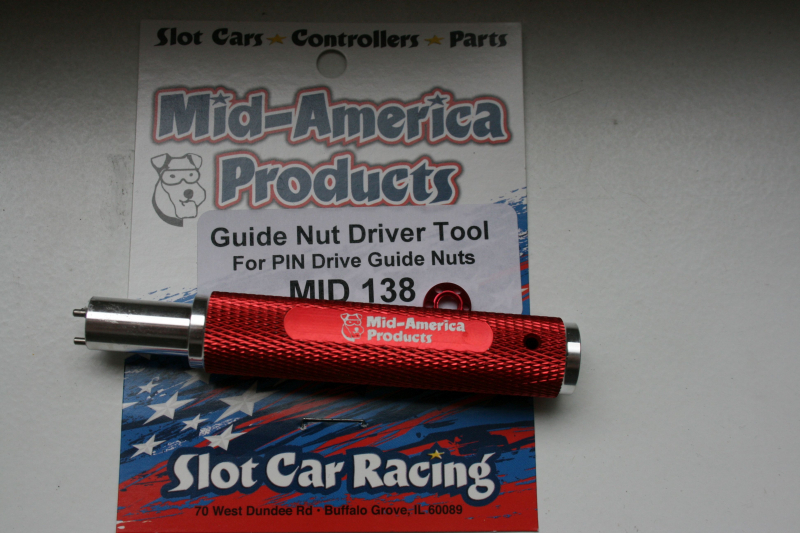 Slot Cars ★ Controllers ★ Parts
Mid-America
Products
Guide Nut Driver Tool
For PIN Drive Guide Nuts
MID 138
Mid-America
Products
Slot Car Racing
70 West Dundee Rd • Buffalo Grove, IL 60089